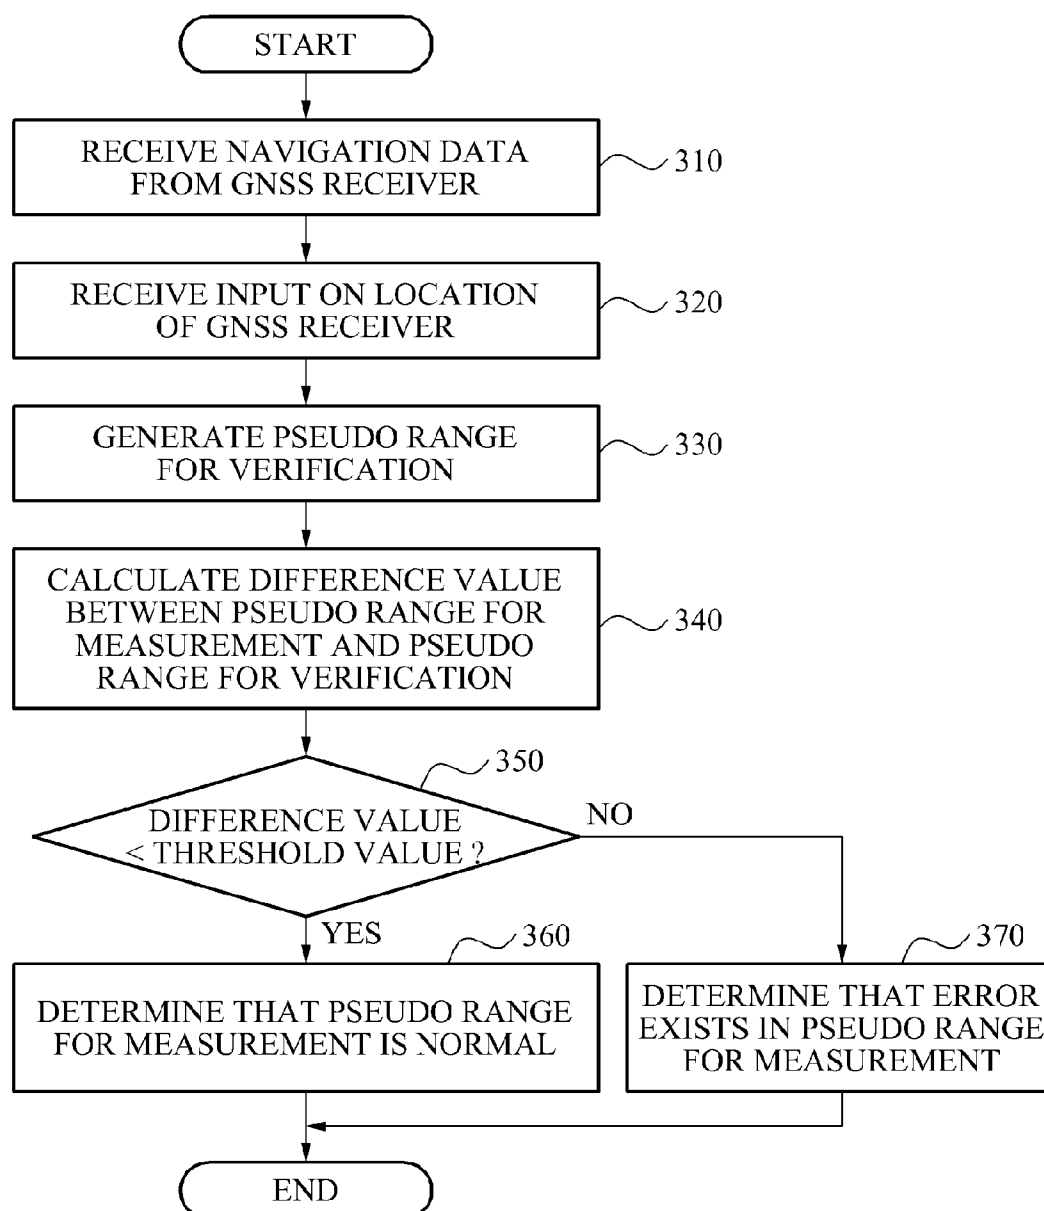 START
RECEIVE NAVIGATION DATA
FROM GNSS RECEIVER
310
RECEIVE INPUT ON LOCATION
OF GNSS RECEIVER
320
GENERATE PSEUDO RANGE
FOR VERIFICATION
330
CALCULATE DIFFERENCE VALUE
BETWEEN PSEUDO RANGE FOR
MEASUREMENT AND PSEUDO
RANGE FOR VERIFICATION
340
350
DIFFERENCE VALUE
< THRESHOLD VALUE ?
NO
YES
360
DETERMINE THAT PSEUDO RANGE
FOR MEASUREMENT IS NORMAL
370
DETERMINE THAT ERROR
EXISTS IN PSEUDO RANGE
FOR MEASUREMENT
END